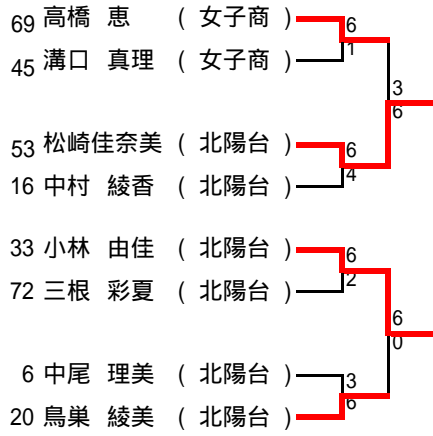 69 高橋 恵 ( 女子商 ) 6
45 溝口 真理 ( 女子商 ) 1
3
6
53 松崎佳奈美 ( 北陽台 ) 6
16 中村 綾香 ( 北陽台 ) 4
33 小林 由佳 ( 北陽台 ) 6
72 三根 彩夏 ( 北陽台 ) 2
6
0
6 中尾 理美 ( 北陽台 ) 3
20 鳥巣 綾美 ( 北陽台 ) 6